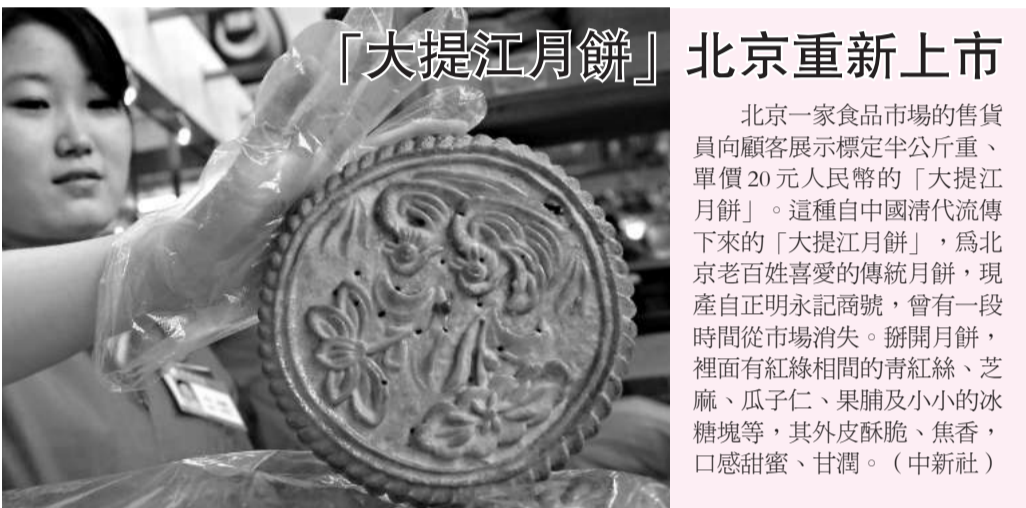 「大提江月餅」北京重新上市
北京一家食品市場的售貨
員向顧客展示標定半公斤重、
單價20元人民幣的「大提江
月餅」。這種自中國清代流傳
下來的「大提江月餅」，爲北
京老百姓喜愛的傳統月餅，現
產自正明永記商號，曾有一段
時間從市場消失。掰開月餅，
裡面有紅綠相間的靑紅絲、芝
麻、瓜子仁、果脯及小小的冰
糖塊等，其外皮酥脆、焦香，
口感甜蜜、甘潤。（中新社）